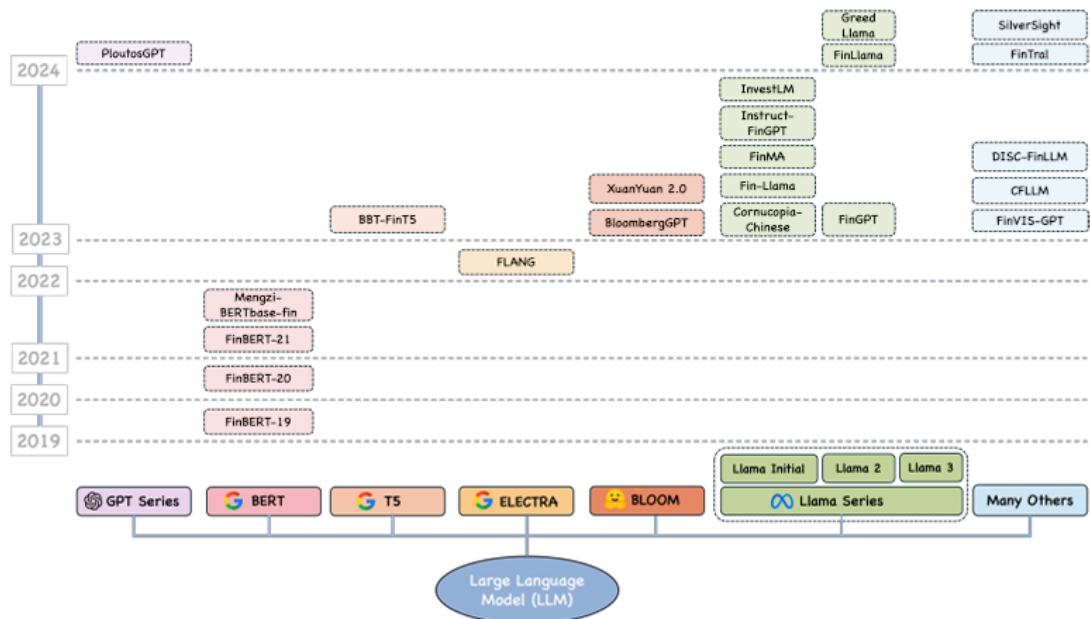 Greed
Llama
SilverSight
PloutosGPT
FinLlama
FinTral
2024
InvestLM
Instruct-
FinGPT
FinMA
DISC-FinLLM
XuanYuan 2.0
Fin-Llama
CFLLM
BBT-FinT5
BloombergGPT
Cornucopia-
Chinese
FinGPT
FinVIS-GPT
2023
FLANG
2022
Mengzi-
BERTbase-fin
FinBERT-21
2021
FinBERT-20
2020
FinBERT-19
2019
Llama Initial
Llama 2
Llama 3
GPT Series
BERT
T5
ELECTRA
BLOOM
Llama Series
Many Others
Large Language
Model (LLM)